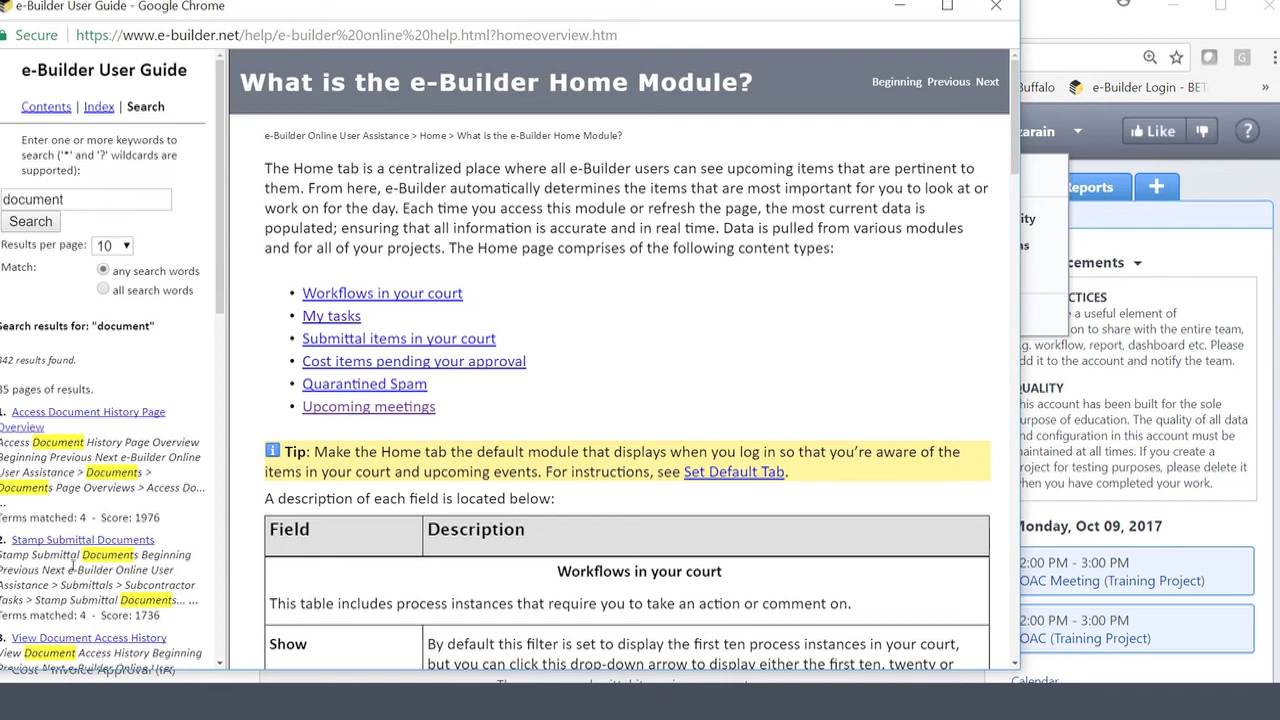 e-Builder User Guide - Google Chrome
Secure
https://www.e-builder.net/help/e-builder%20online%20help.html?homeoverview.htm
e-Builder User Guide
Contents | Index | Search
Enter one or more keywords to
search ('*' and '?' wildcards are
supported):
document
Search
Results per page: 10
Match:
any search words
all search words
Search results for: "document"
342 results found.
35 pages of results.
1. Access Document History Page
Overview
Access Document History Page Overview
Beginning Previous Next e-Builder Online
User Assistance > Documents >
Documents Page Overviews > Access Do...
...
Terms matched: 4 - Score: 1976
2. Stamp Submittal Documents
Stamp Submittal Documents Beginning
Previous Next e-Builder Online User
Assistance > Submittals > Subcontractor
Tasks > Stamp Submittal Documents... ...
Terms matched: 4 - Score: 1736
3. View Document Access History
View Document Access History Beginning
Previous Next e-Builder Online User
Cost - Invoice Approval (IA)
What is the e-Builder Home Module?
Beginning Previous Next
e-Builder Online User Assistance > Home > What is the e-Builder Home Module?
The Home tab is a centralized place where all e-Builder users can see upcoming items that are pertinent to
them. From here, e-Builder automatically determines the items that are most important for you to look at or
work on for the day. Each time you access this module or refresh the page, the most current data is
populated; ensuring that all information is accurate and in real time. Data is pulled from various modules
and for all of your projects. The Home page comprises of the following content types:
• Workflows in your court
• My tasks
• Submittal items in your court
• Cost items pending your approval
• Quarantined Spam
• Upcoming meetings
Tip: Make the Home tab the default module that displays when you log in so that you're aware of the
items in your court and upcoming events. For instructions, see Set Default Tab.
A description of each field is located below:
Field Description
Workflows in your court
This table includes process instances that require you to take an action or comment on.
Show
By default this filter is set to display the first ten process instances in your court,
but you can click this drop-down arrow to display either the first ten, twenty or
Buffalo
e-Builder Login - BETA
»
zarain
Like
?
Reports
+
ity
ns
cements
CTICES
e a useful element of
on to share with the entire team,
.g. workflow, report, dashboard etc. Please
dd it to the account and notify the team.
QUALITY
his account has been built for the sole
urpose of education. The quality of all data
nd configuration in this account must be
maintained at all times. If you create a
roject for testing purposes, please delete it
when you have completed your work.
Monday, Oct 09, 2017
2:00 PM - 3:00 PM
OAC Meeting (Training Project)
2:00 PM - 3:00 PM
OAC (Training Project)
Calendar